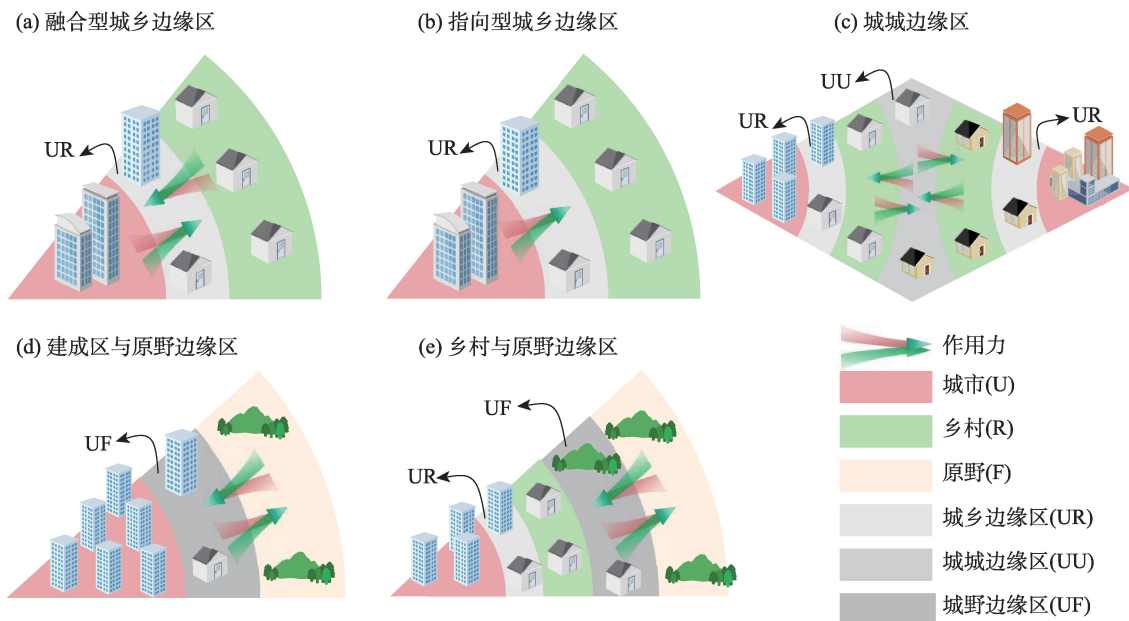 (a) 融合型城乡边缘区
(b) 指向型城乡边缘区
(c) 城城边缘区
UR
UR
UU
UR
UR
(d) 建成区与原野边缘区
(e) 乡村与原野边缘区
UF
UF
UR
作用力
城市(U)
乡村(R)
原野(F)
城乡边缘区(UR)
城城边缘区(UU)
城野边缘区(UF)